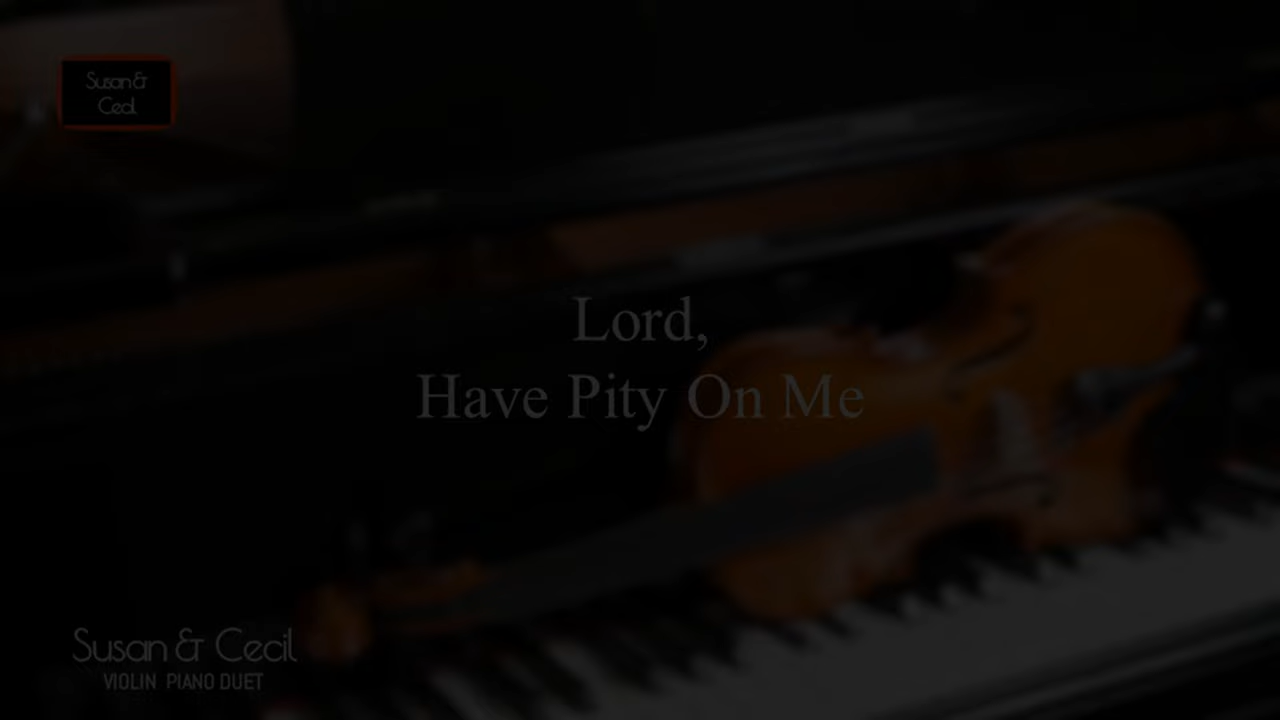 Susan &
Cecil
Lord,
Have Pity On Me
Susan & Cecil
VIOLIN PIANO DUET